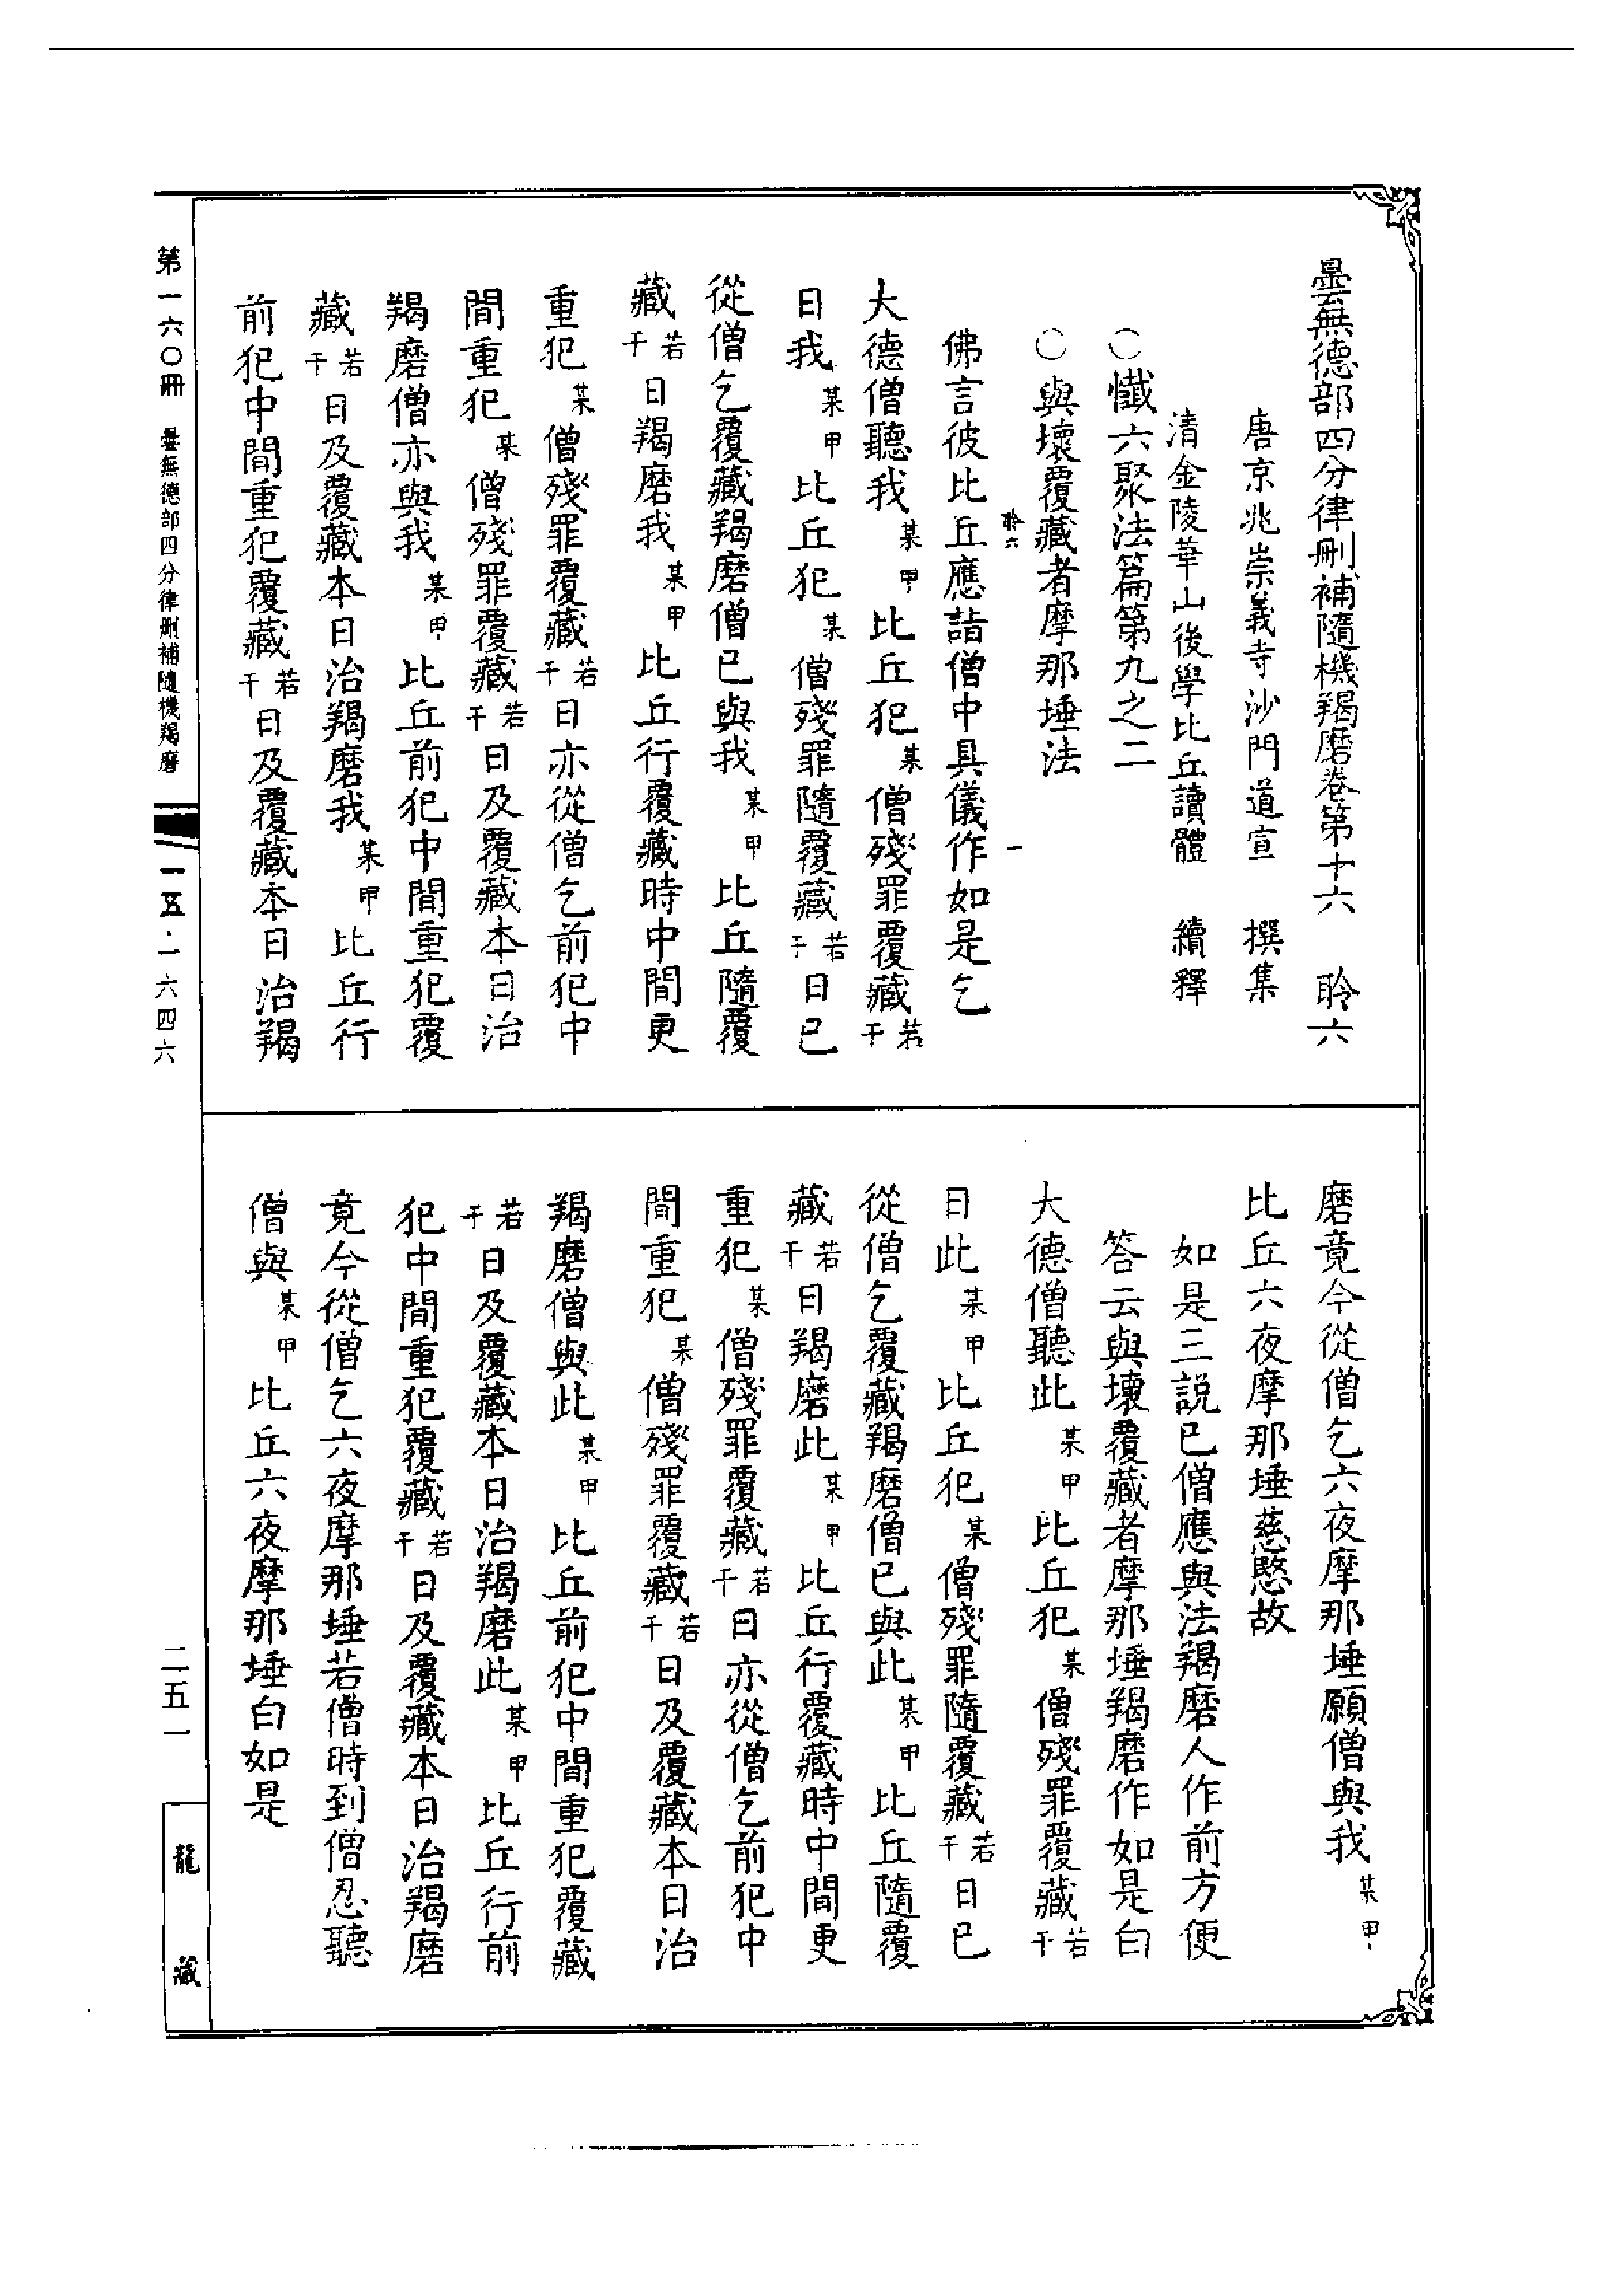 曇無德部四分律刪補隨機羯磨卷第十六 聆六
唐京兆崇義寺沙門道宣 撰集
清金陵華山後學比丘讀體 續釋
○懺六聚法篇第九之二
○與壞覆藏者摩那埵法
聆六 一
佛言彼比丘應詣僧中具儀作如是乞
大德僧聽我某甲比丘犯某僧殘罪覆藏若干
日我某甲比丘犯某僧殘罪隨覆藏若干日已
從僧乞覆藏羯磨僧已與我某甲比丘隨覆
藏若干日羯磨我某甲比丘行覆藏時中間更
重犯某僧殘罪覆藏若干日亦從僧乞前犯中
間重犯某僧殘罪覆藏若干日及覆藏本日治
羯磨僧亦與我某甲比丘前犯中間重犯覆
藏若干日及覆藏本日治羯磨我某甲比丘行
前犯中間重犯覆藏若干日及覆藏本日治羯
磨竟今從僧乞六夜摩那埵願僧與我某甲
比丘六夜摩那埵慈愍故
如是三說已僧應與法羯磨人作前方便
答云與壞覆藏者摩那埵羯磨作如是白
大德僧聽此某甲比丘犯某僧殘罪覆藏若干
日此某甲比丘犯某僧殘罪隨覆藏若干日已
從僧乞覆藏羯磨僧已與此某甲比丘隨覆
藏若干日羯磨此某甲比丘行覆藏時中間更
重犯某僧殘罪覆藏若干日亦從僧乞前犯中
間重犯某僧殘罪覆藏若干日及覆藏本日治
羯磨僧與此某甲比丘前犯中間重犯覆藏
若干日及覆藏本日治羯磨此某甲比丘行前
犯中間重犯覆藏若干日及覆藏本日治羯磨
竟今從僧乞六夜摩那埵若僧時到僧忍聽
僧與某甲比丘六夜摩那埵白如是
第一六〇冊 曇無德部四分律刪補隨機羯磨
一五·一六四六
二五一
龍藏